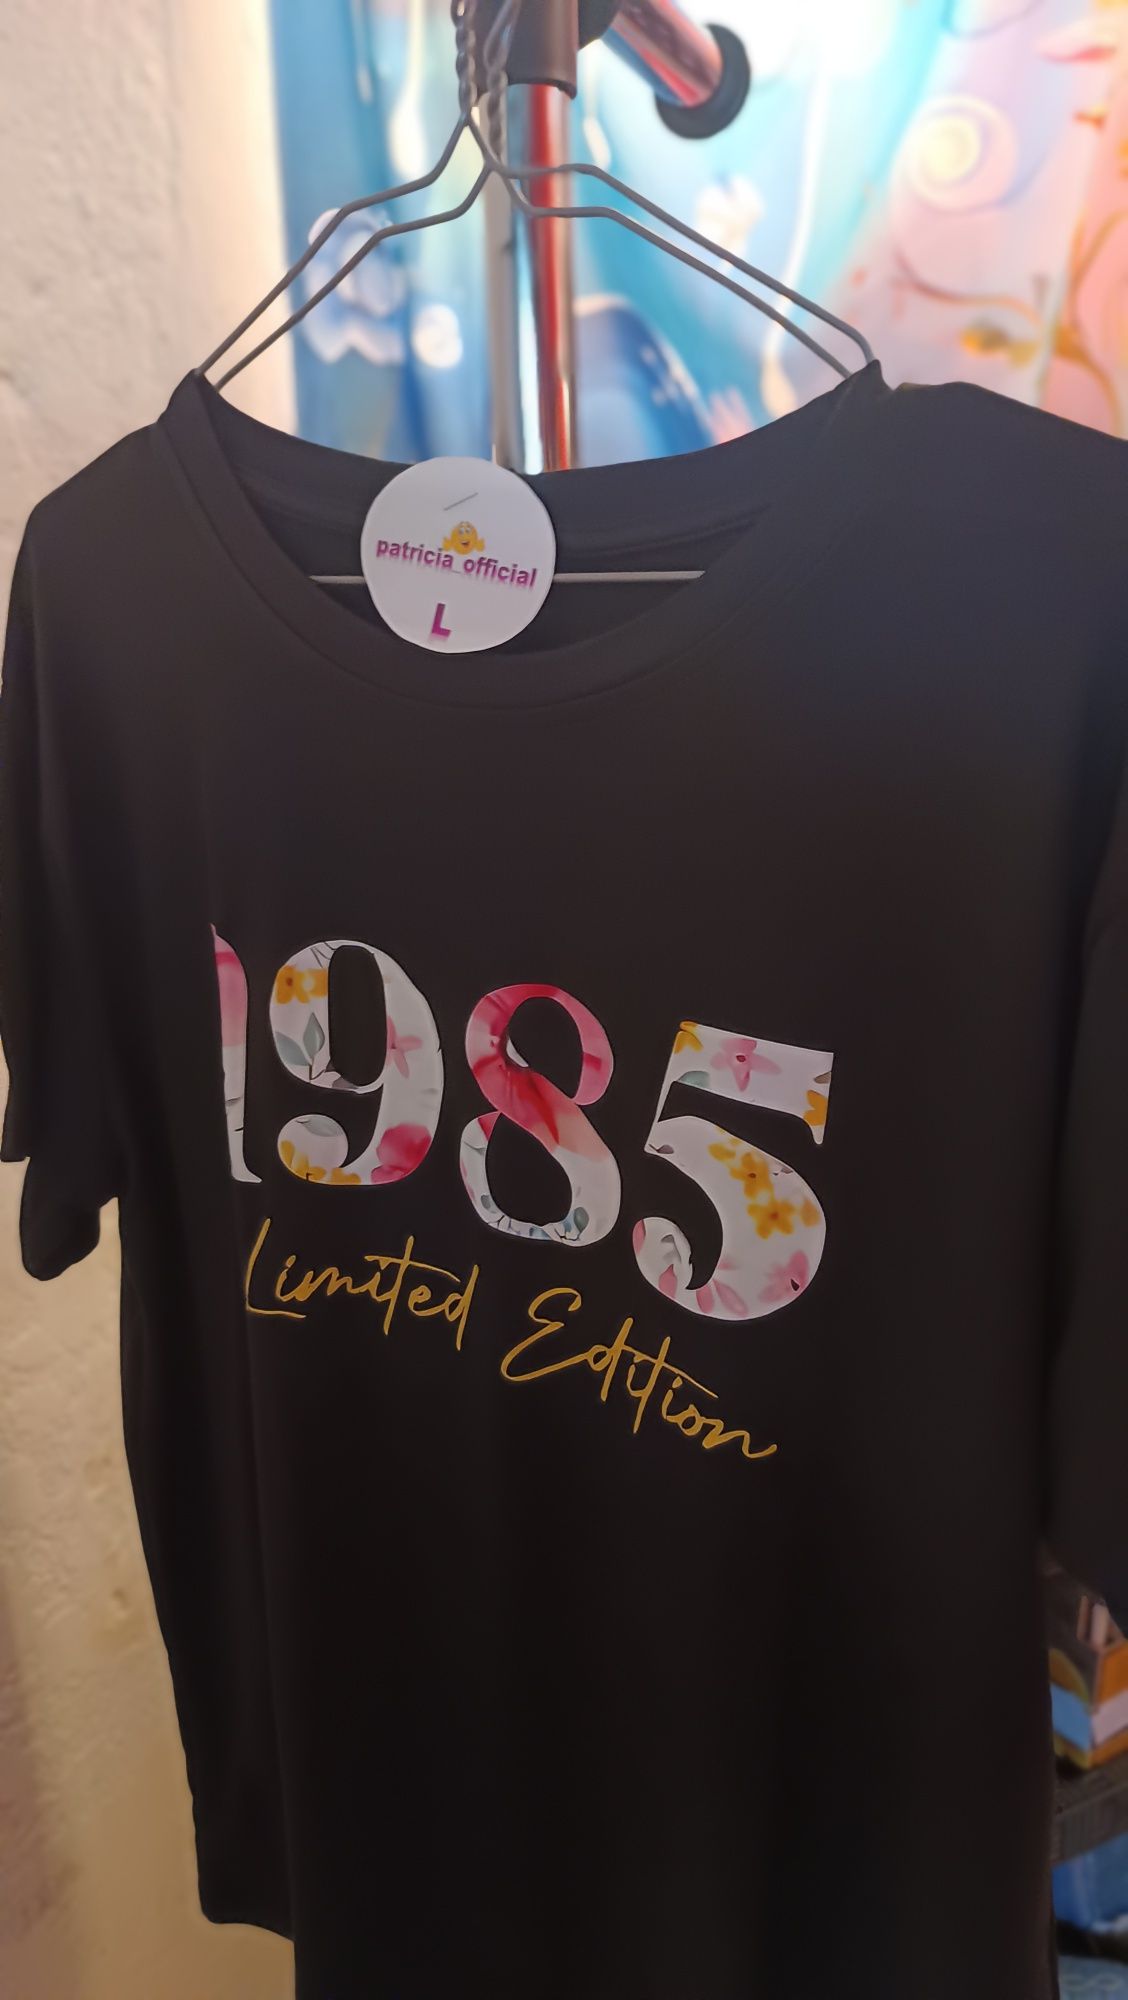 patricia_official
L
1985
Limited Edition